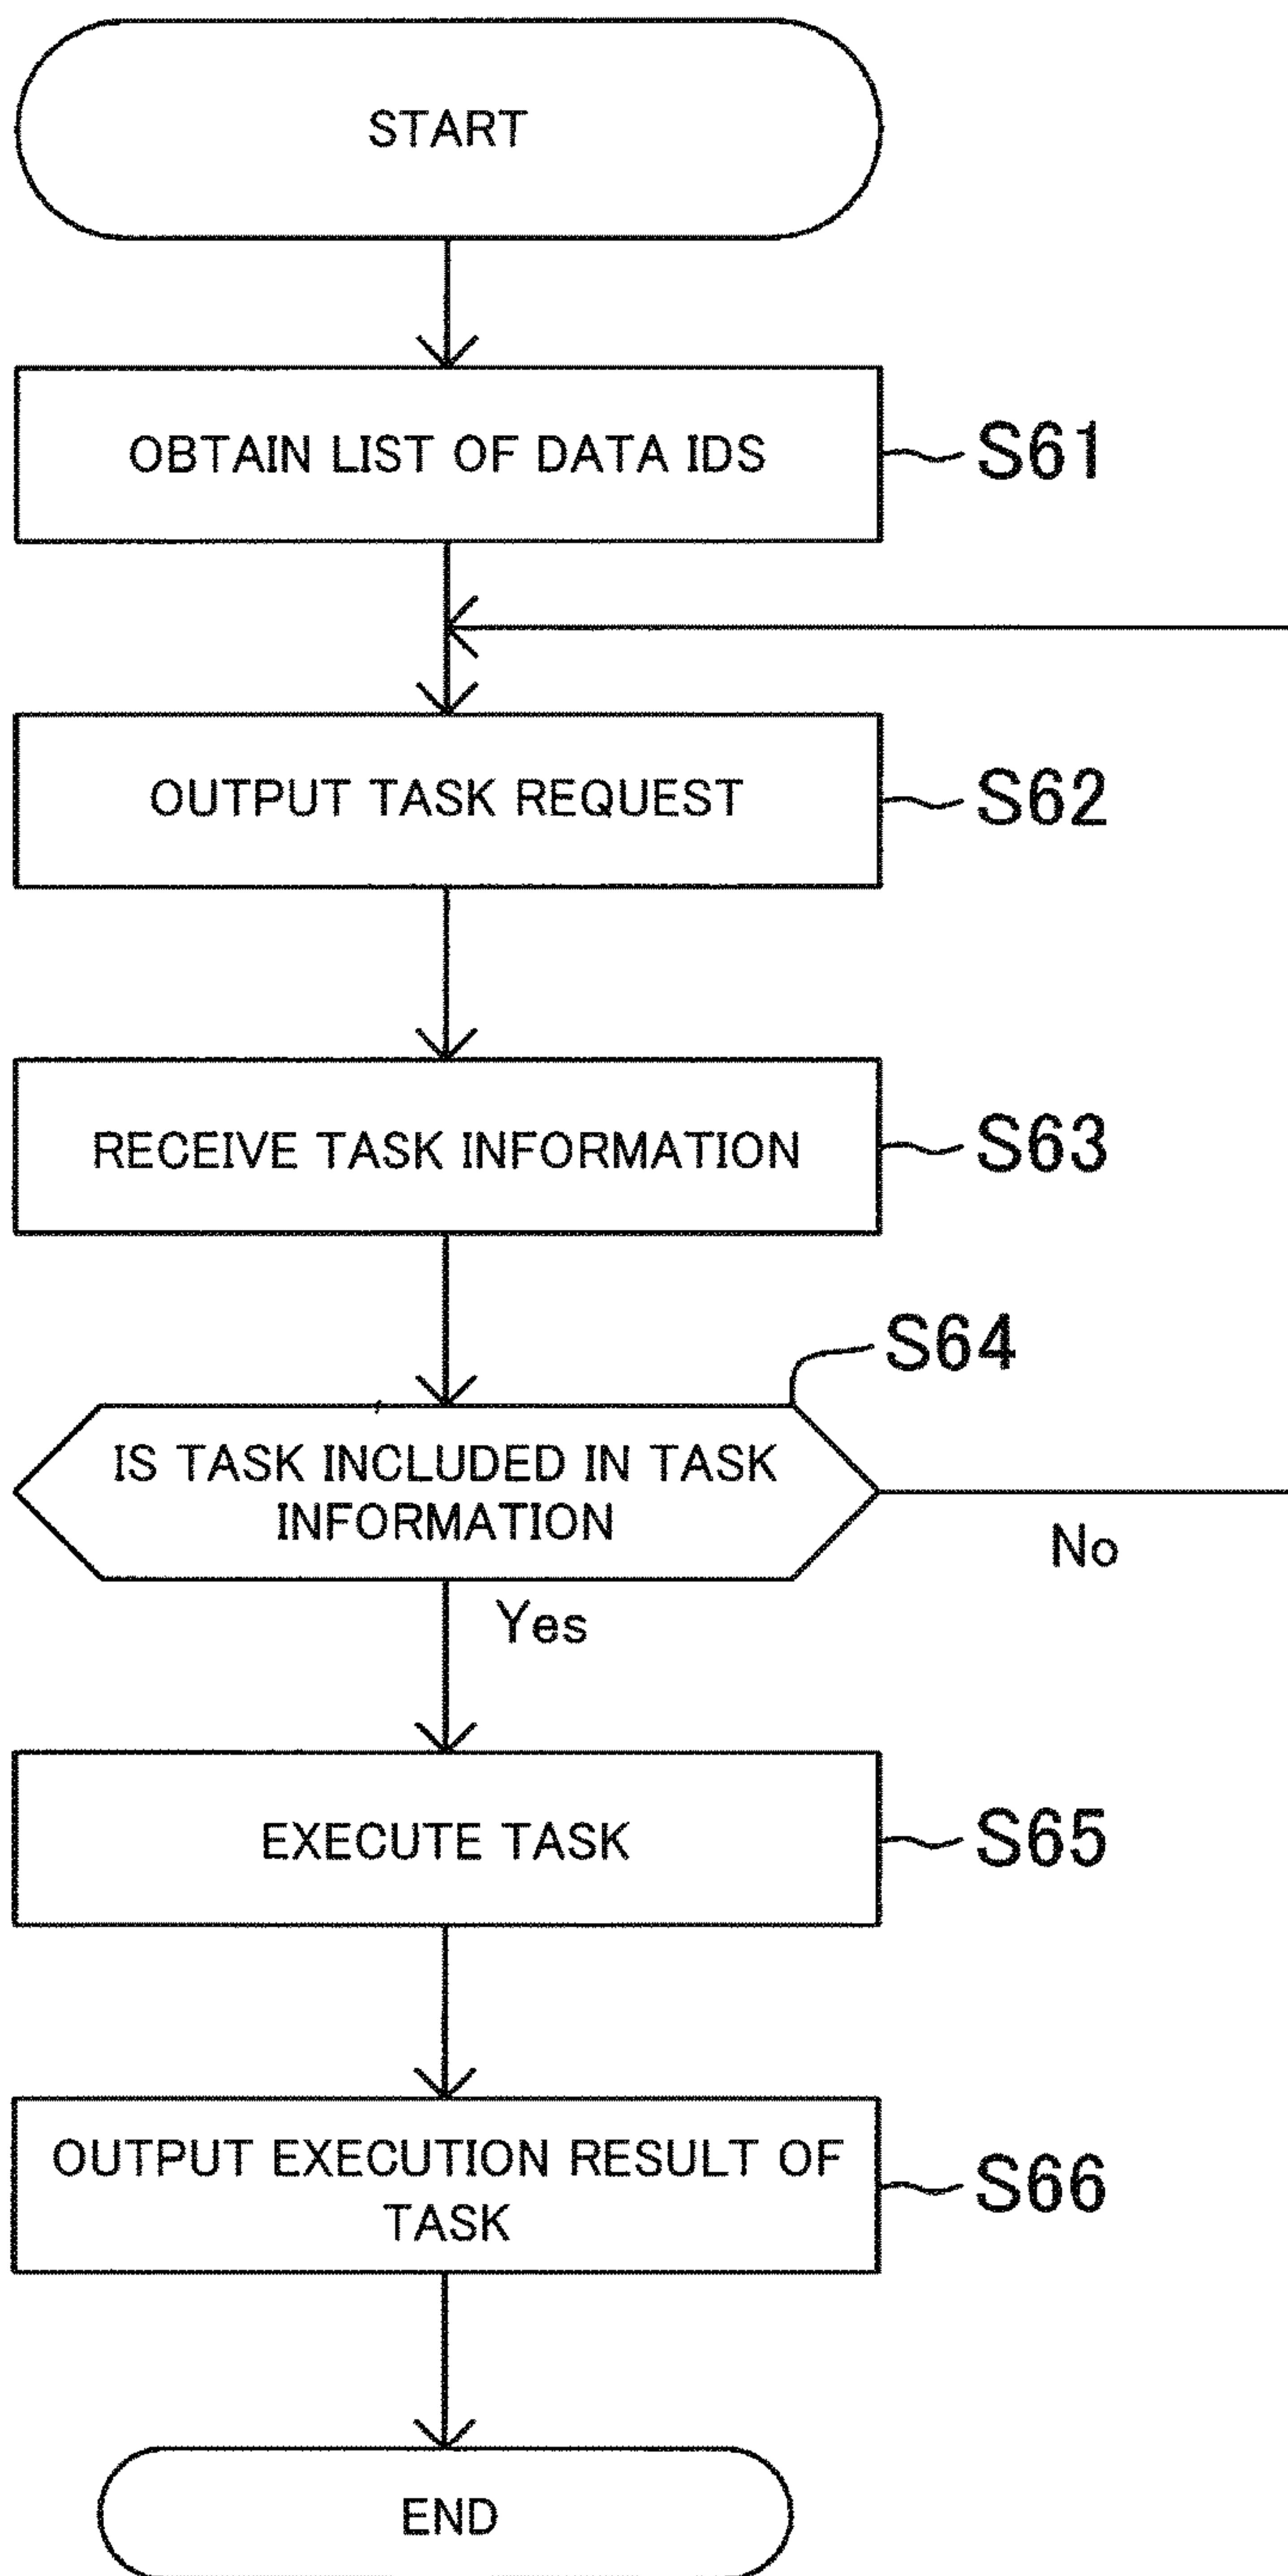 START
OBTAIN LIST OF DATA IDS
S61
OUTPUT TASK REQUEST
S62
RECEIVE TASK INFORMATION
S63
S64
IS TASK INCLUDED IN TASK
INFORMATION
No
Yes
EXECUTE TASK
S65
OUTPUT EXECUTION RESULT OF
TASK
S66
END